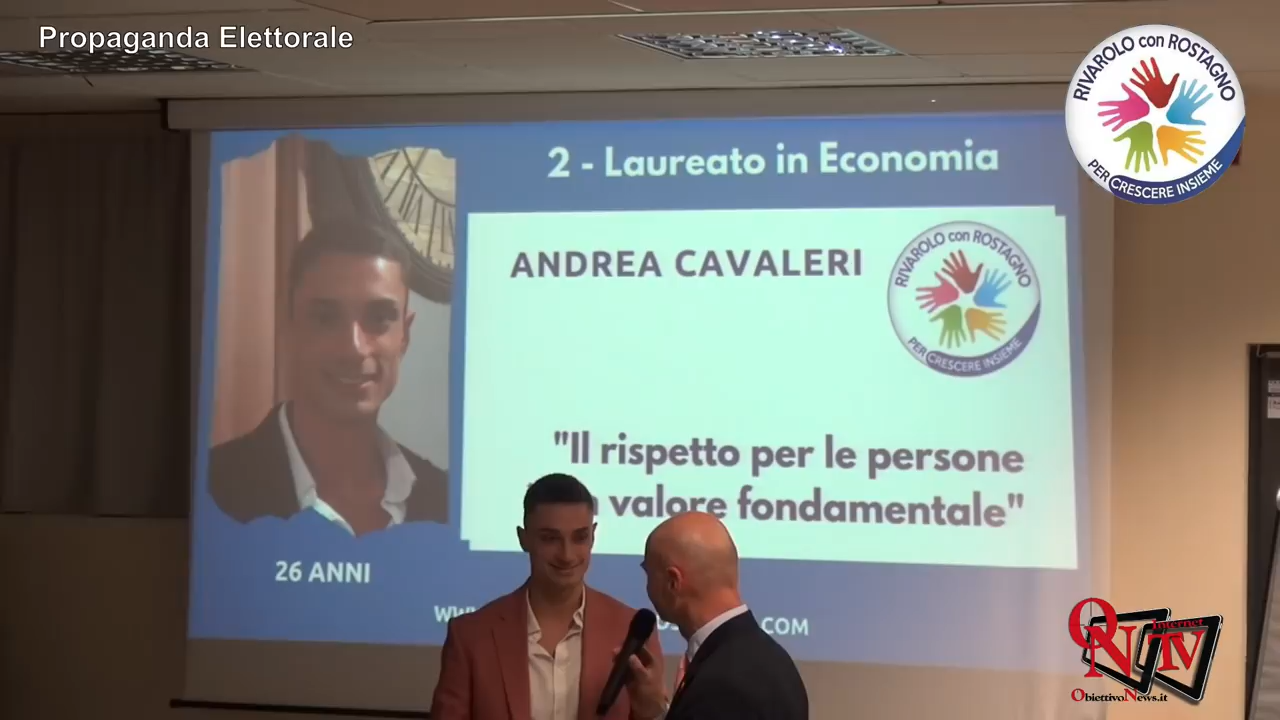 Propaganda Elettorale
RIVAROLO con ROSTAGNO
PER CRESCERE INSIEME
2 - Laureato in Economia
ANDREA CAVALERI
RIVAROLO con ROSTAGNO
PER CRESCERE INSIEME
"Il rispetto per le persone
valore fondamentale"
26 ANNI
.COM
ON Internet TV
ObiettivoNews.it